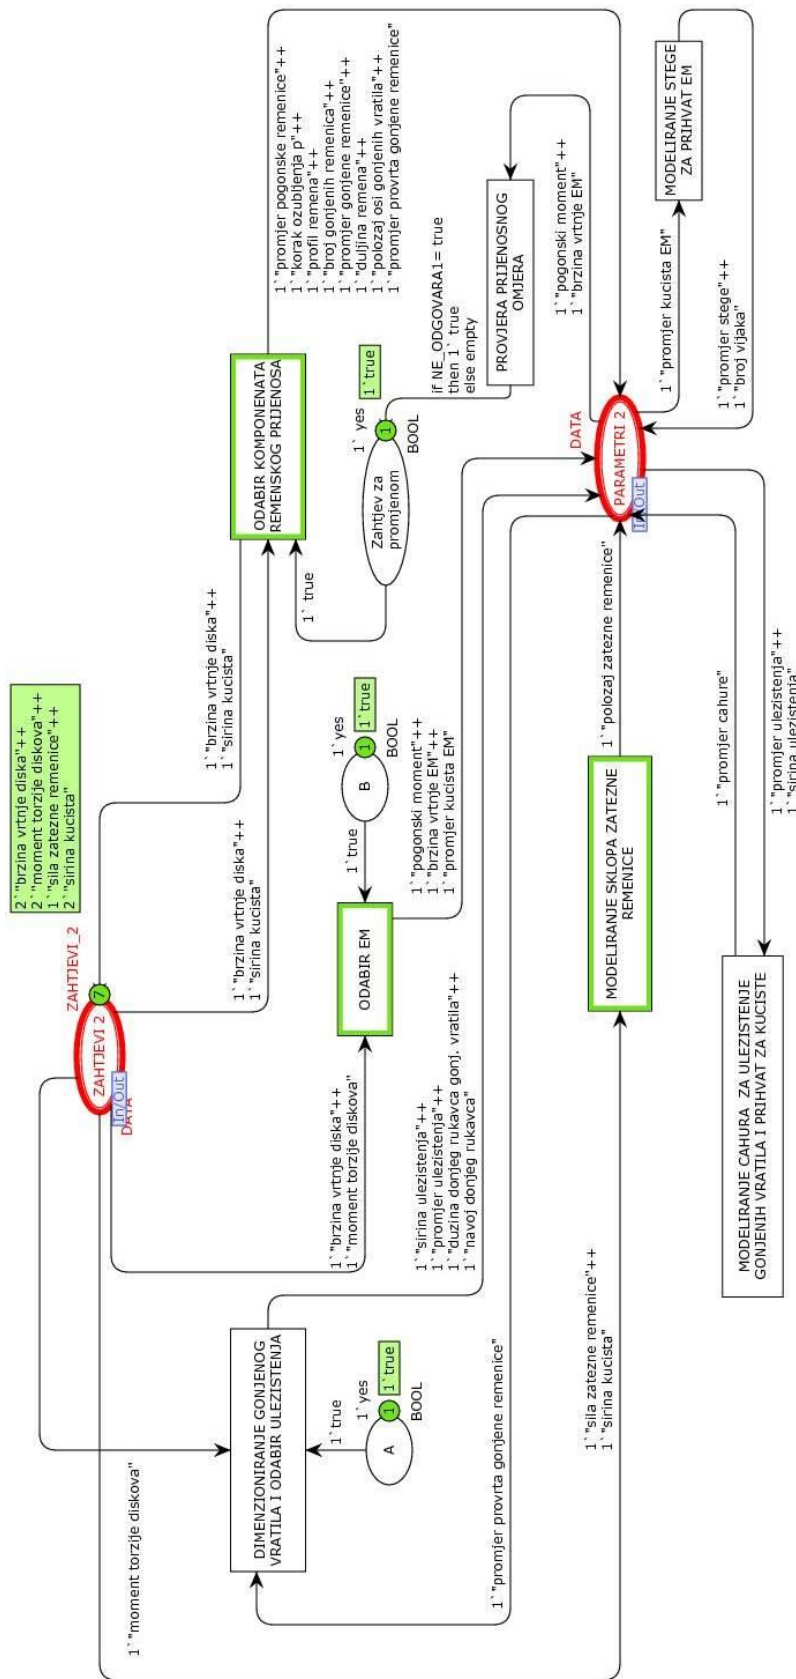 2`"brzina vrtnje diska"++
2`"moment torzije diskova"++
1`"sila zatezne remenice"++
2`"sirina kucista"
ZAHTJEVI_2
ZAHTJEVI 2
7
In/Out
DATA
1`"moment torzije diskova"
1`"brzina vrtnje diska"++
1`"sirina kucista"
1`"brzina vrtnje diska"++
1`"sirina kucista"
1`"brzina vrtnje diska"++
1`"moment torzije diskova"
DIMENZIONIRANJE GONJENOG
VRATILA I ODABIR ULEZISTENJA
1`true
A
1
1`yes
1`true
BOOL
1`"sirina ulezistenja"++
1`"promjer ulezistenja"++
1`"duzina donjeg rukavca gonj. vratila"++
1`"navoj donjeg rukavca"
ODABIR EM
1`true
B
1
1`yes
1`true
BOOL
1`"pogonski moment"++
1`"brzina vrtnje EM"++
1`"promjer kucista EM"
ODABIR KOMPONENATA
REMENSKOG PRIJENOSA
1` true
Zahtjev za
promjenom
1
1` yes
1`true
BOOL
1`"promjer pogonske remenice"++
1`"korak ozubljenja p"++
1`"profil remena"++
1`"broj gonjenih remenica"++
1`"promjer gonjene remenice"++
1`"duljina remena"++
1`"polozaj osi gonjenih vratila"++
1`"promjer provrta gonjene remenice"
if NE_ODGOVARA1= true
then 1` true
else empty
PROVJERA PRIJENOSNOG
OMJERA
1`"pogonski moment"++
1`"brzina vrtnje EM"
1`"promjer provrta gonjene remenice"
1`"sila zatezne remenice"++
1`"sirina kucista"
MODELIRANJE SKLOPA ZATEZNE
REMENICE
1`"polozaj zatezne remenice"
DATA
PARAMETRI 2
In/Out
1`"promjer kucista EM"
MODELIRANJE STEGE
ZA PRIHVAT EM
1`"promjer stege"++
1`"broj vijaka"
1`"promjer cahure"
MODELIRANJE CAHURA ZA ULEZISTENJE
GONJENIH VRATILA I PRIHVAT ZA KUCISTE
1`"promjer ulezistenja"++
1`"sirina ulezistenja"